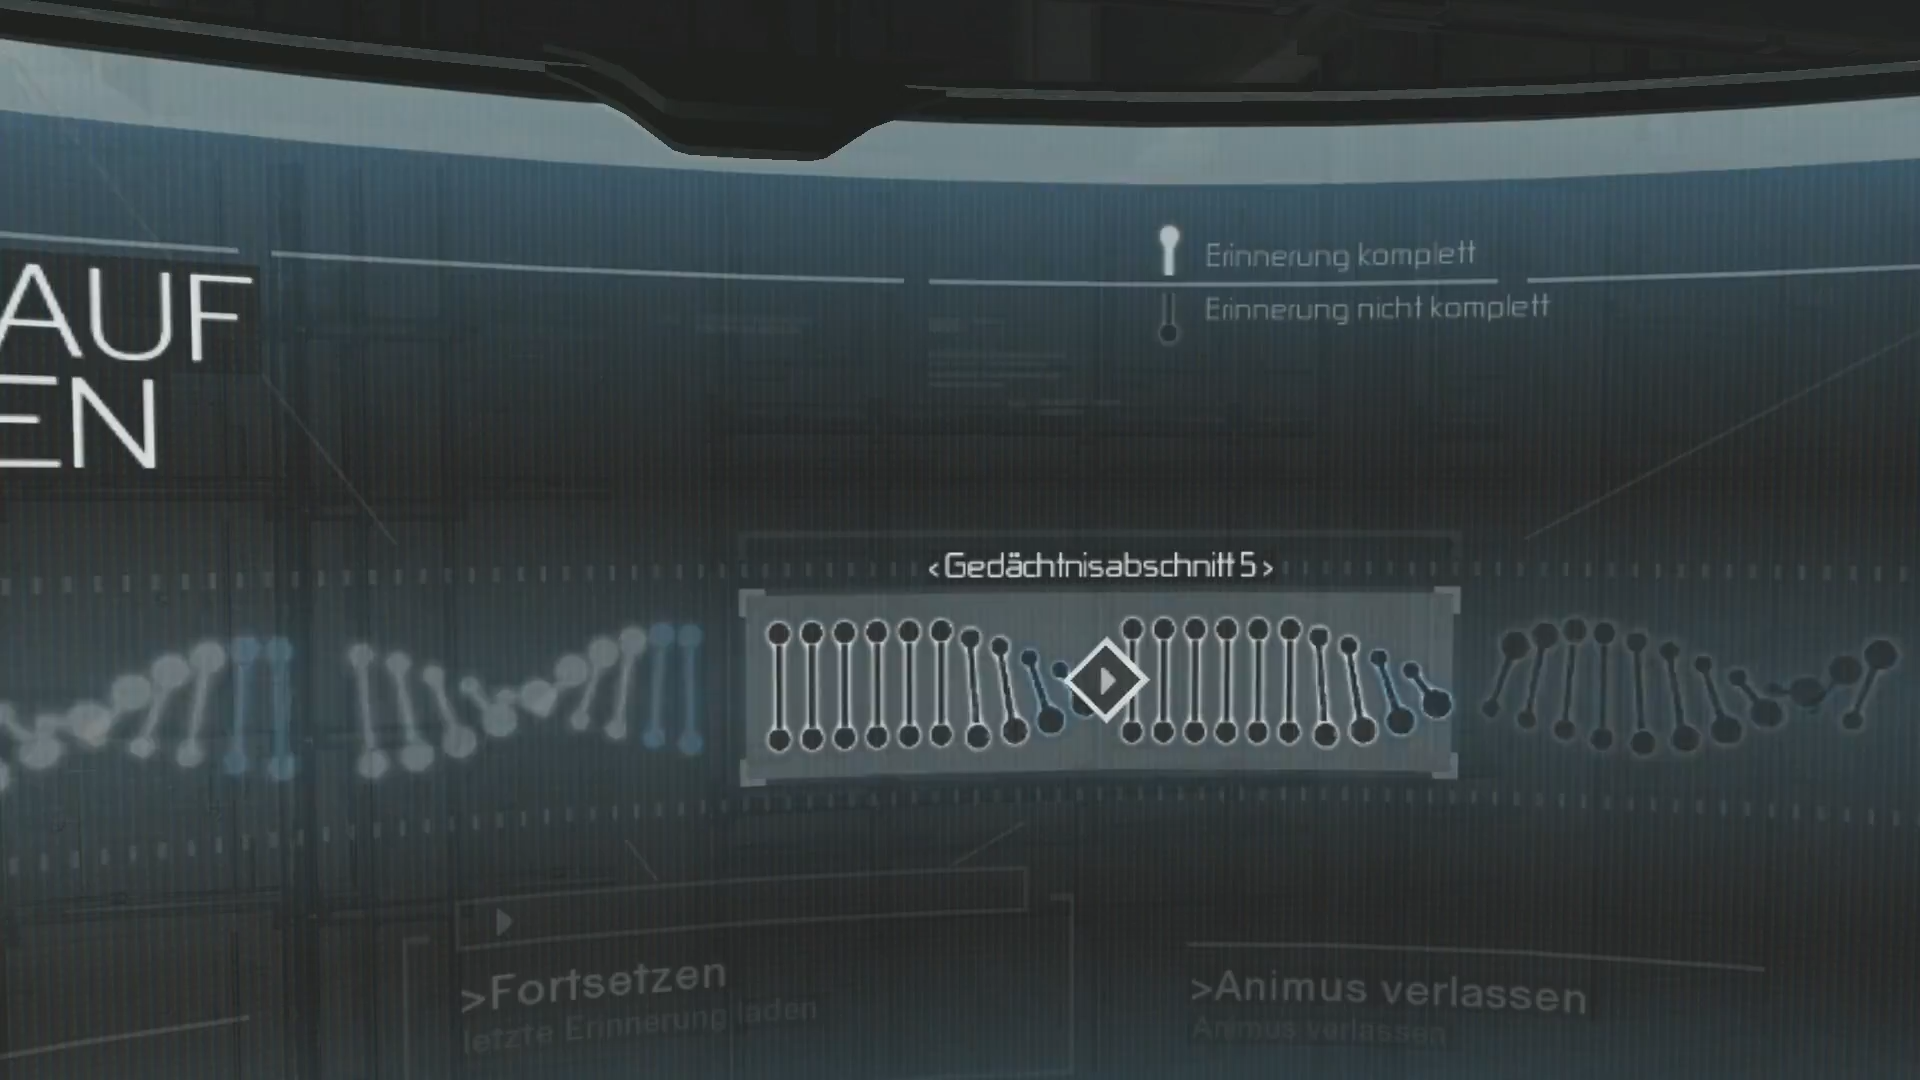 AUF
EN
Erinnerung komplett
Erinnerung nicht komplett
<Gedächtnisabschnitt 5>
>Fortsetzen
letzte Erinnerung laden
>Animus verlassen
Animus verlassen